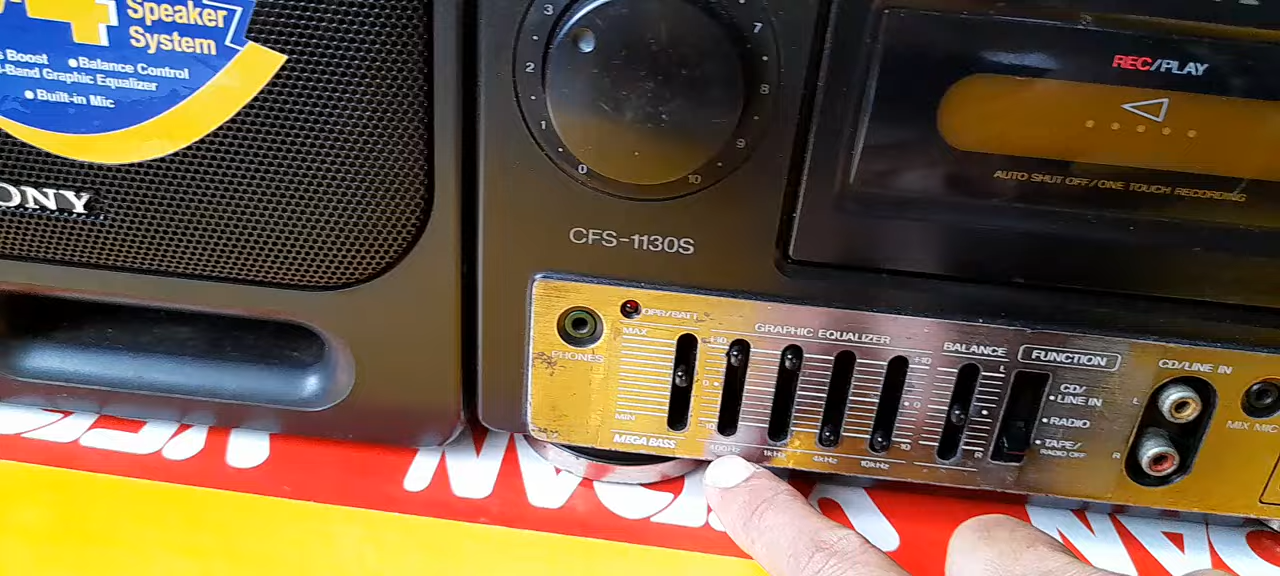 Speaker
System
Boost
Balance Control
-Band Graphic Equalizer
Built-in Mic
ONY
3
2
1
0
7
8
9
10
REC/PLAY
AUTO SHUT OFF/ONE TOUCH RECORDING
CFS-1130S
OPR/BATT
PHONES
MAX
MIN
MEGA BASS
GRAPHIC EQUALIZER
+10
0
10
+10
0
10
400Hz
1kHz
4kHz
10kHz
BALANCE
L
R
FUNCTION
CD/
LINE IN
RADIO
TAPE/
RADIO OFF
CD/LINE IN
L
R
MIX MIC